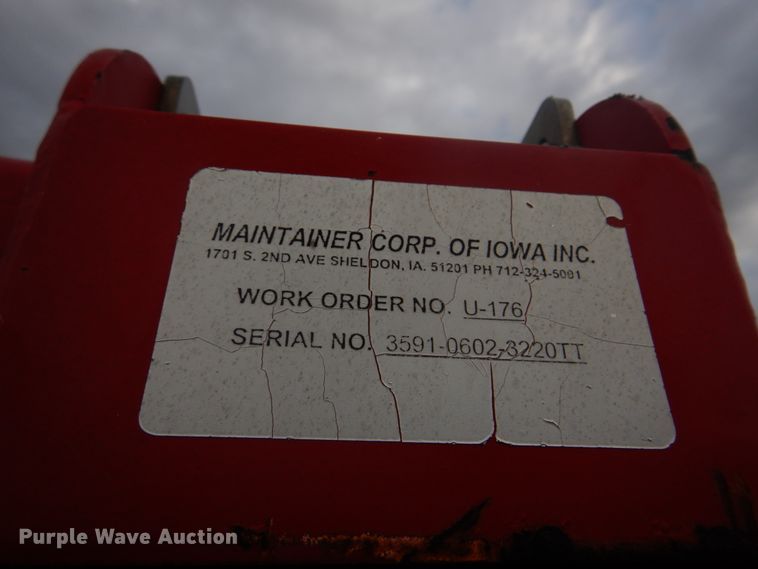 MAINTAINER CORP. OF IOWA INC.
1701 S. 2ND AVE SHELDON, IA. 51201 PH 712-324-5001
WORK ORDER NO. U-176
SERIAL NO. 3591-0602-3220TT
Purple Wave Auction